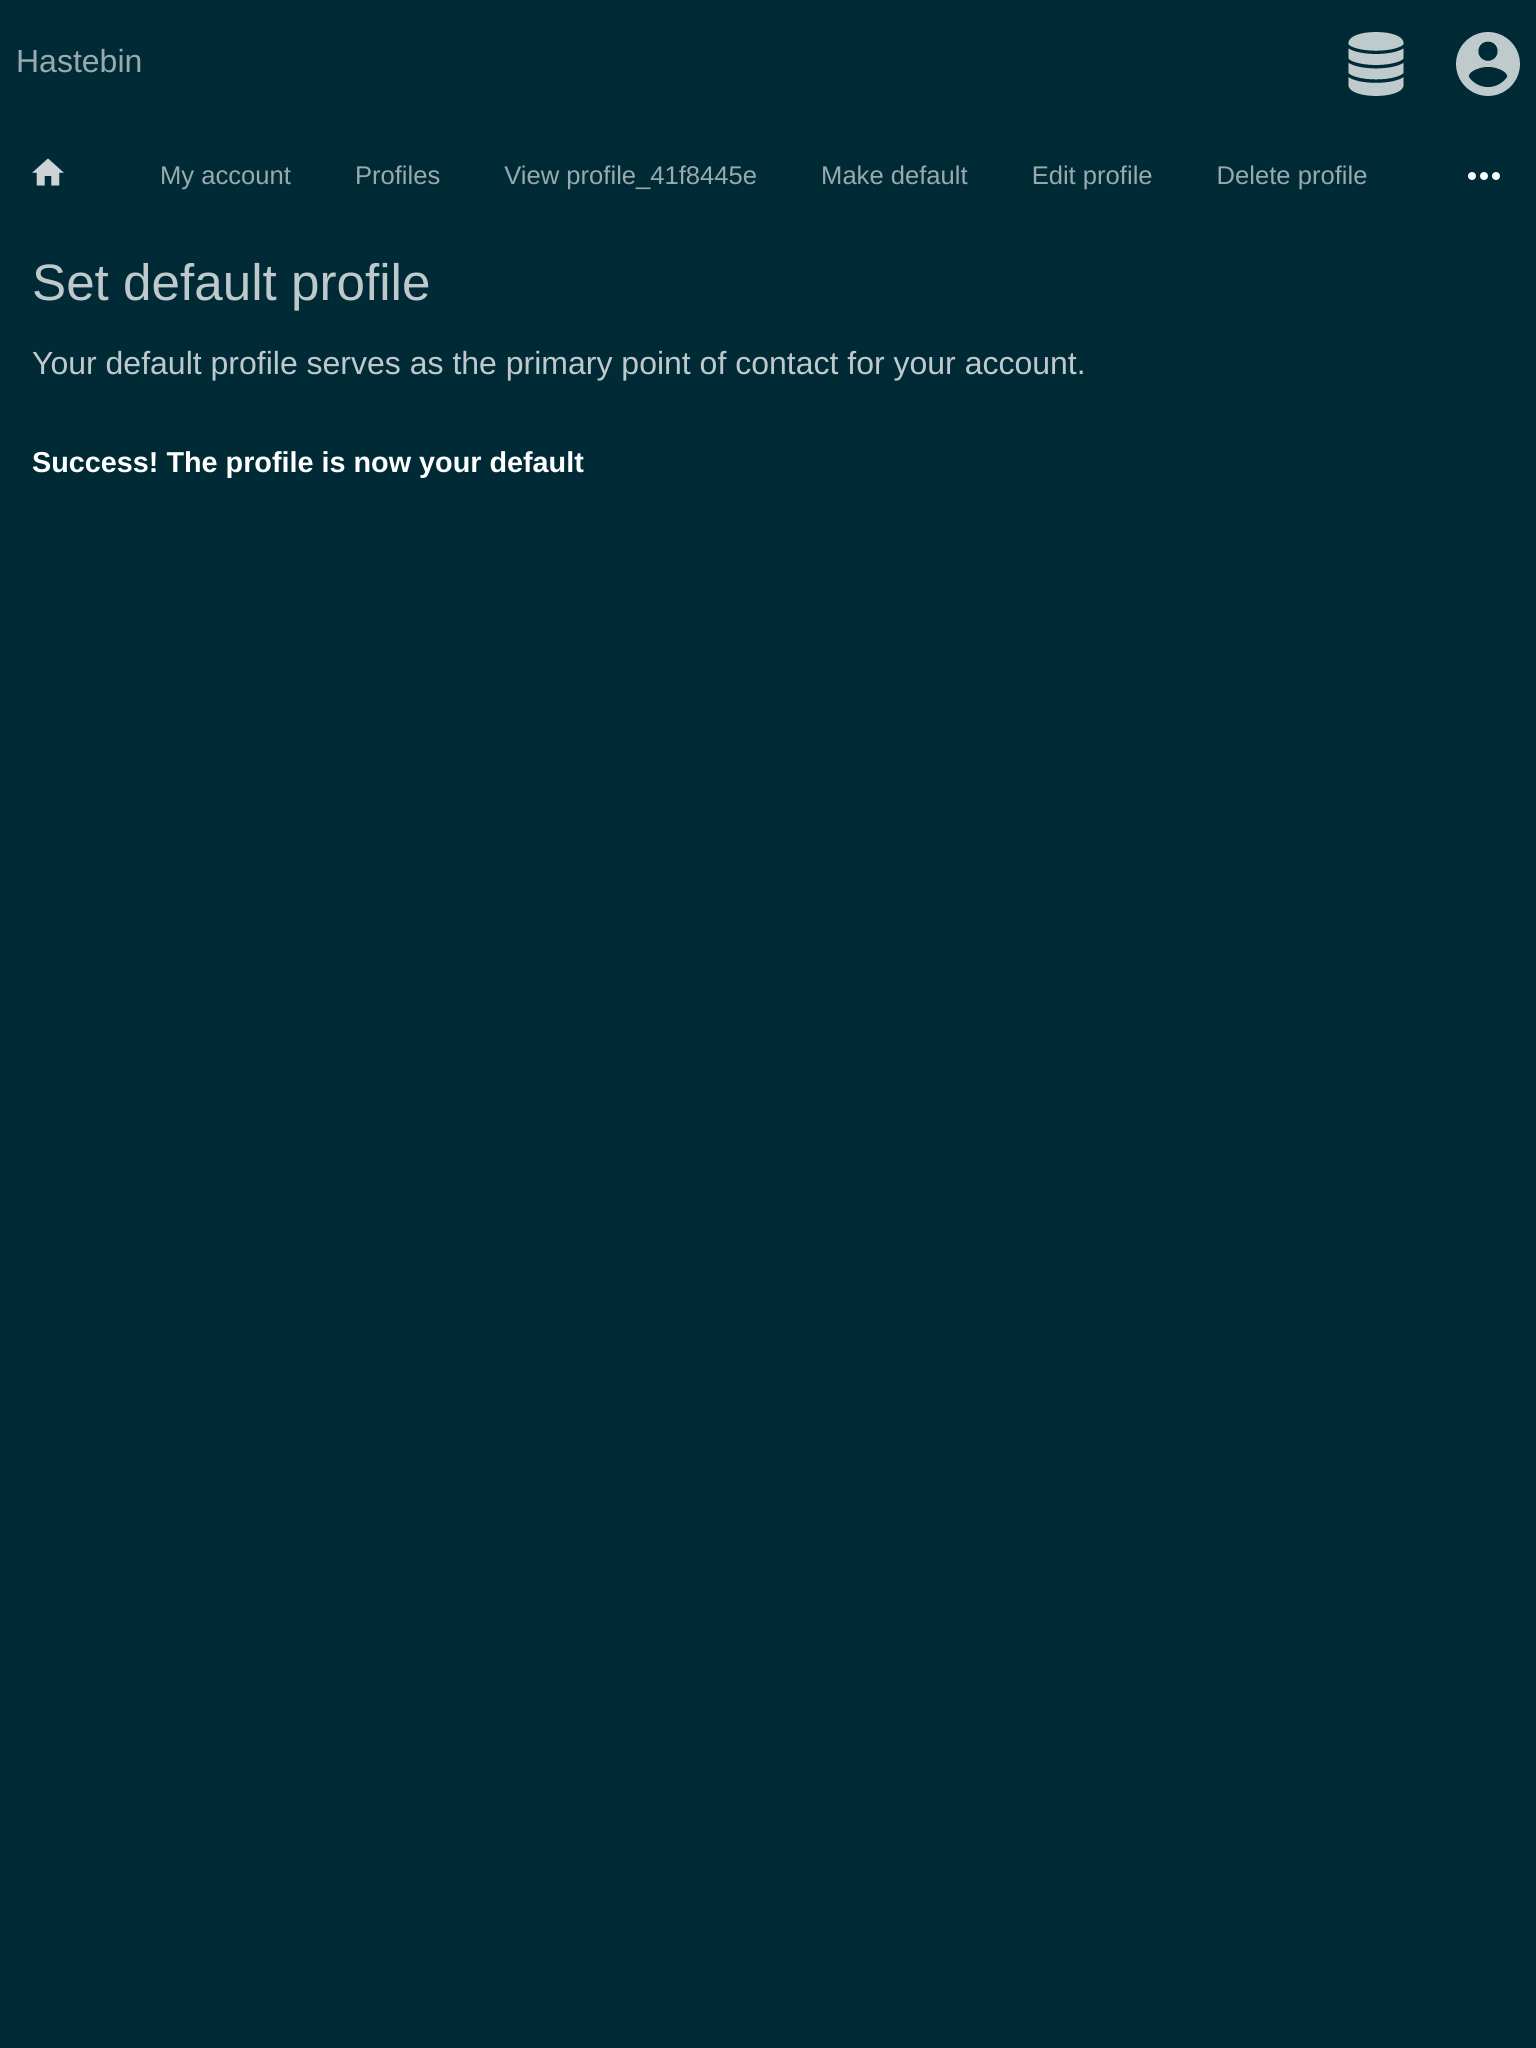 Hastebin
My account Profiles View profile_41f8445e Make default Edit profile Delete profile
Set default profile
Your default profile serves as the primary point of contact for your account.
Success! The profile is now your default